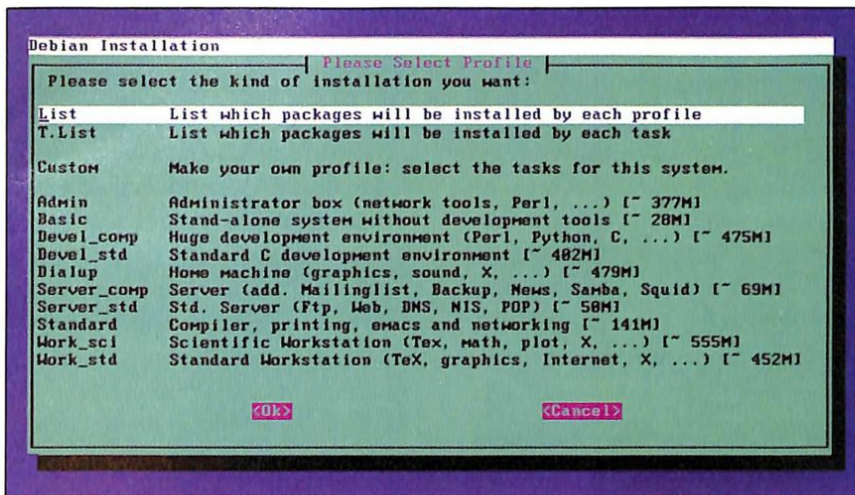 Debian Installation
Please Select Profile
Please select the kind of installation you want:
List List which packages will be installed by each profile
T.List List which packages will be installed by each task
Custom Make your own profile: select the tasks for this system.
Admin Administrator box (network tools, Perl, ...) [~ 377M]
Basic Stand-alone system without development tools [~ 28M]
Devel_comp Huge development environment (Perl, Python, C, ...) [~ 475M]
Devel_std Standard C development environment [~ 402M]
Dialup Home machine (graphics, sound, X, ...) [~ 479M]
Server_comp Server (add. Mailinglist, Backup, News, Samba, Squid) [~ 69M]
Server_std Std. Server (Ftp, Web, DNS, NIS, POP) [~ 50M]
Standard Compiler, printing, emacs and networking [~ 141M]
Work_sci Scientific Workstation (Tex, math, plot, X, ...) [~ 555M]
Work_std Standard Workstation (TeX, graphics, Internet, X, ...) [~ 452M]
<Ok> <Cancel>